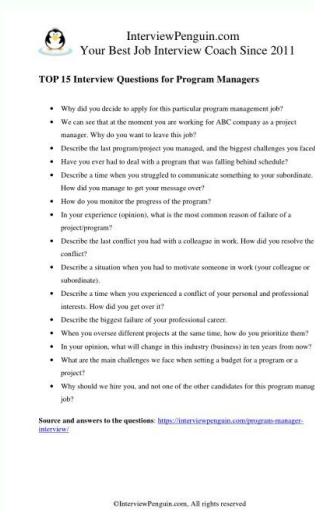 InterviewPenguin.com
Your Best Job Interview Coach Since 2011
TOP 15 Interview Questions for Program Managers
• Why did you decide to apply for this particular program management job?
• We can see that at the moment you are working for ABC company as a project
manager. Why do you want to leave this job?
• Describe the last program/project you managed, and the biggest challenges you faced
• Have you ever had to deal with a program that was falling behind schedule?
• Describe a time when you struggled to communicate something to your subordinate.
How did you manage to get your message over?
• How do you monitor the progress of the program?
• In your experience (opinion), what is the most common reason of failure of a
project/program?
• Describe the last conflict you had with a colleague in work. How did you resolve the
conflict?
• Describe a situation when you had to motivate someone in work (your colleague or
subordinate).
• Describe a time when you experienced a conflict of your personal and professional
interests. How did you get over it?
• Describe the biggest failure of your professional career.
• When you oversee different projects at the same time, how do you prioritize them?
• In your opinion, what will change in this industry (business) in ten years from now?
• What are the main challenges we face when setting a budget for a program or a
project?
• Why should we hire you, and not one of the other candidates for this program manag
job?
Source and answers to the questions: https://interviewpenguin.com/program-manager-
interview/
©InterviewPenguin.com, All rights reserved